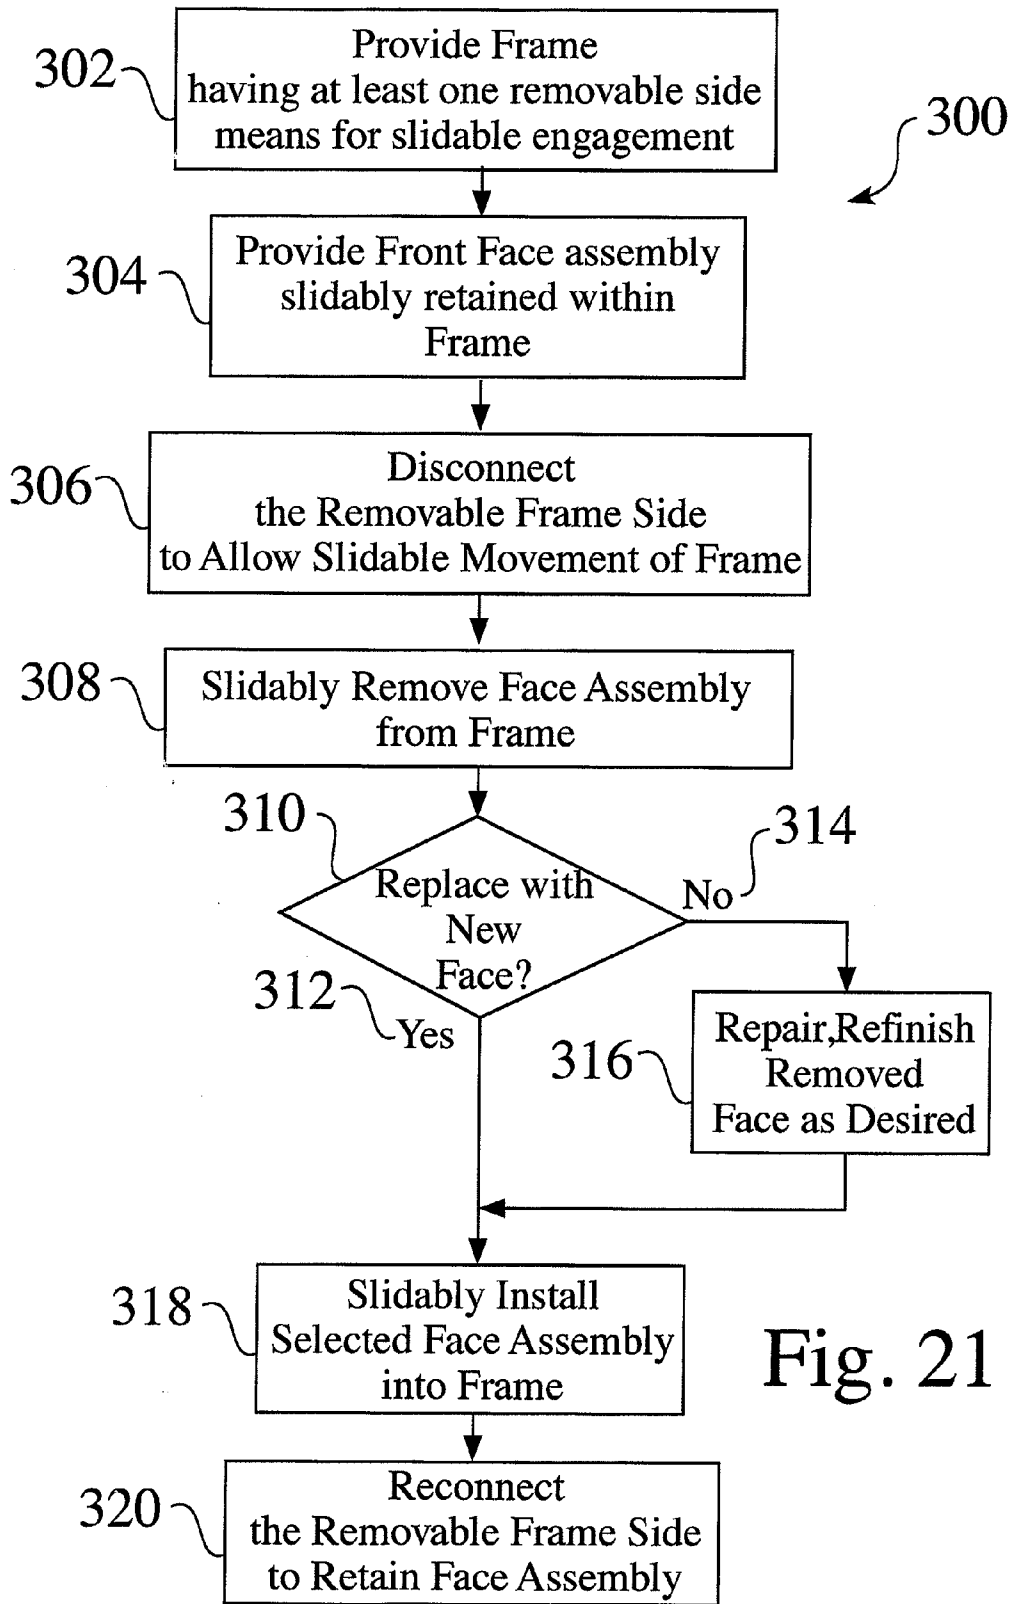 302
Provide Frame
having at least one removable side
means for slidable engagement
300
304
Provide Front Face assembly
slidably retained within
Frame
306
Disconnect
the Removable Frame Side
to Allow Slidable Movement of Frame
308
Slidably Remove Face Assembly
from Frame
310
Replace with
New
Face?
314
No
312
Yes
316
Repair,Refinish
Removed
Face as Desired
318
Slidably Install
Selected Face Assembly
into Frame
Fig. 21
320
Reconnect
the Removable Frame Side
to Retain Face Assembly